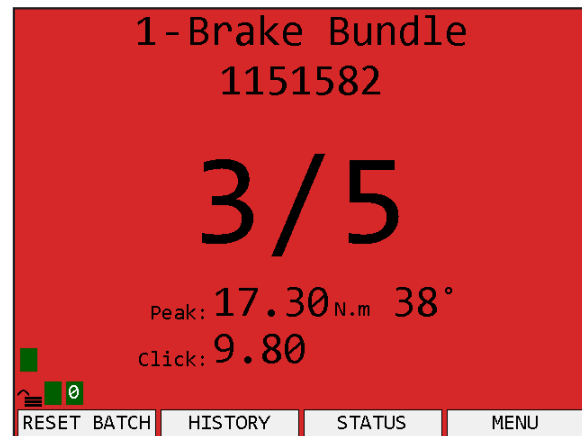 1-Brake Bundle
1151582
3/5
Peak: 17.30 N.m 38°
Click: 9.80
0
RESET BATCH HISTORY STATUS MENU